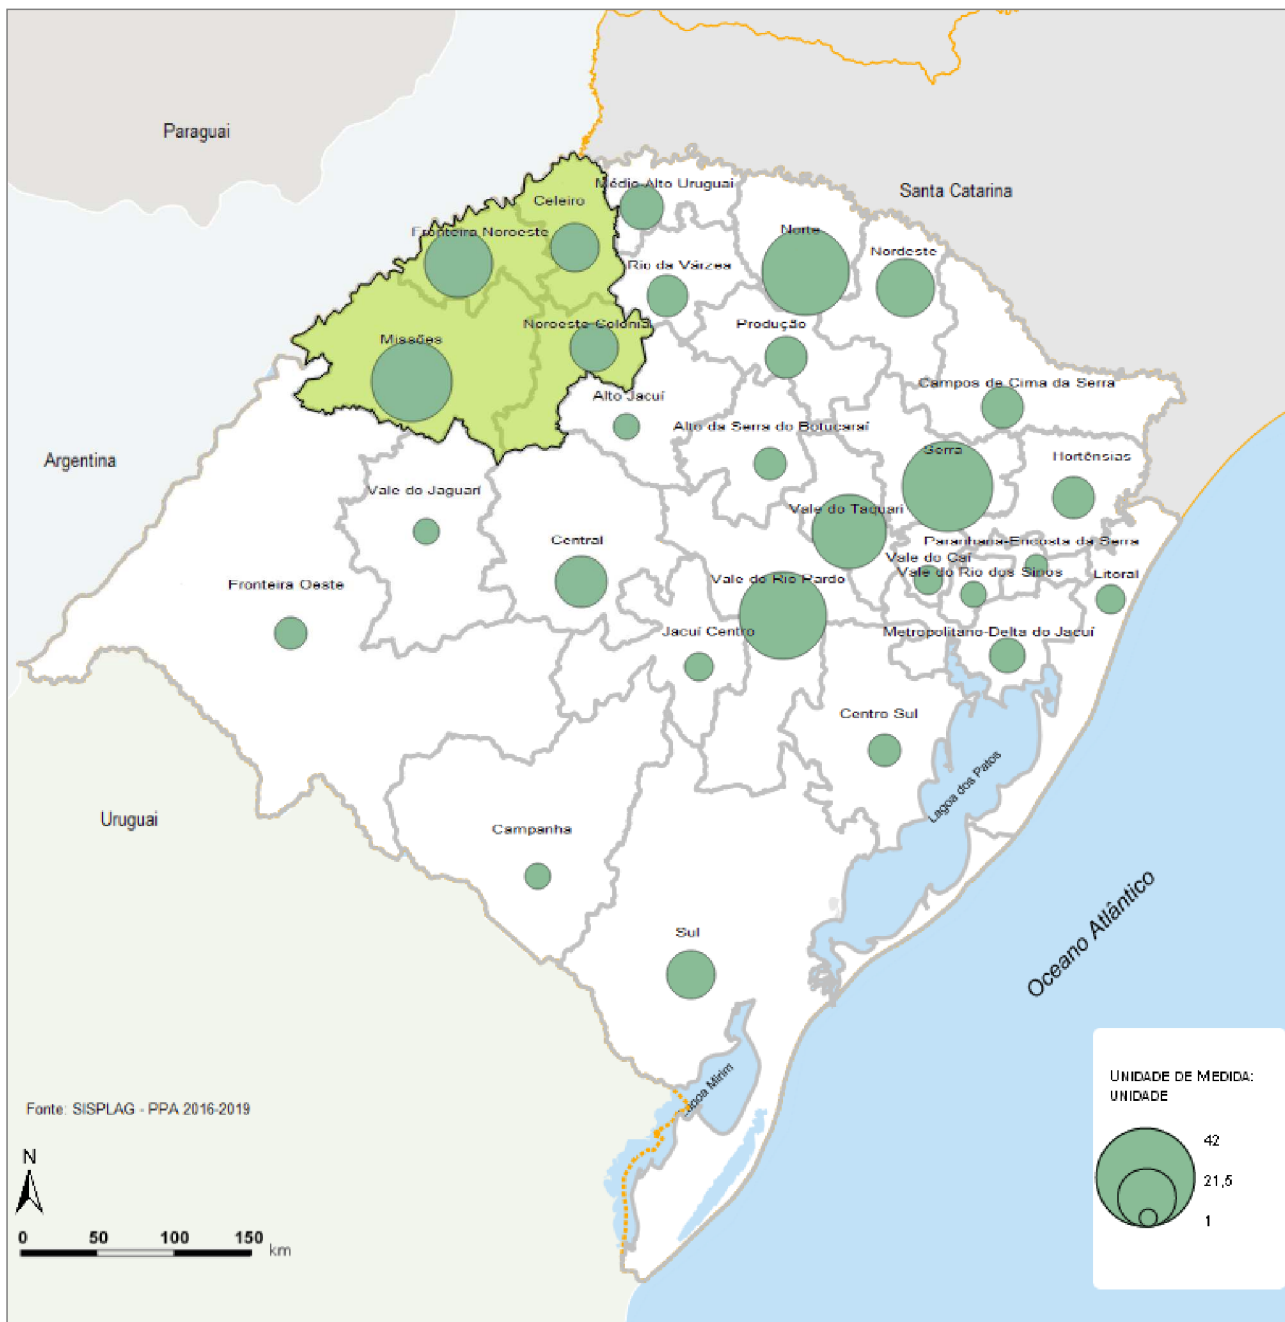 Paraguai
Santa Catarina
Médio Alto Uruguai
Celeiro
Fronteira Noroeste
Norte
Nordeste
Rio da Várzea
Noroeste Colonial
Produção
Missões
Campos de Cima da Serra
Alto Jacuí
Alto da Serra do Botucaraí
Serra
Hortênsias
Argentina
Vale do Jaguarí
Vale do Taquari
Central
Paranhana-Encosta da Serra
Vale do Caí
Vale do Rio dos Sinos
Litoral
Fronteira Oeste
Vale do Rio Pardo
Jacuí Centro
Metropolitano-Delta do Jacuí
Centro Sul
Lagoa dos Patos
Uruguai
Campanha
Oceano Atlântico
Sul
Lagoa Mirim
Fonte: SISPLAG - PPA 2016-2019
N
0 50 100 150
km
UNIDADE DE MEDIDA:
UNIDADE
42
21,5
1